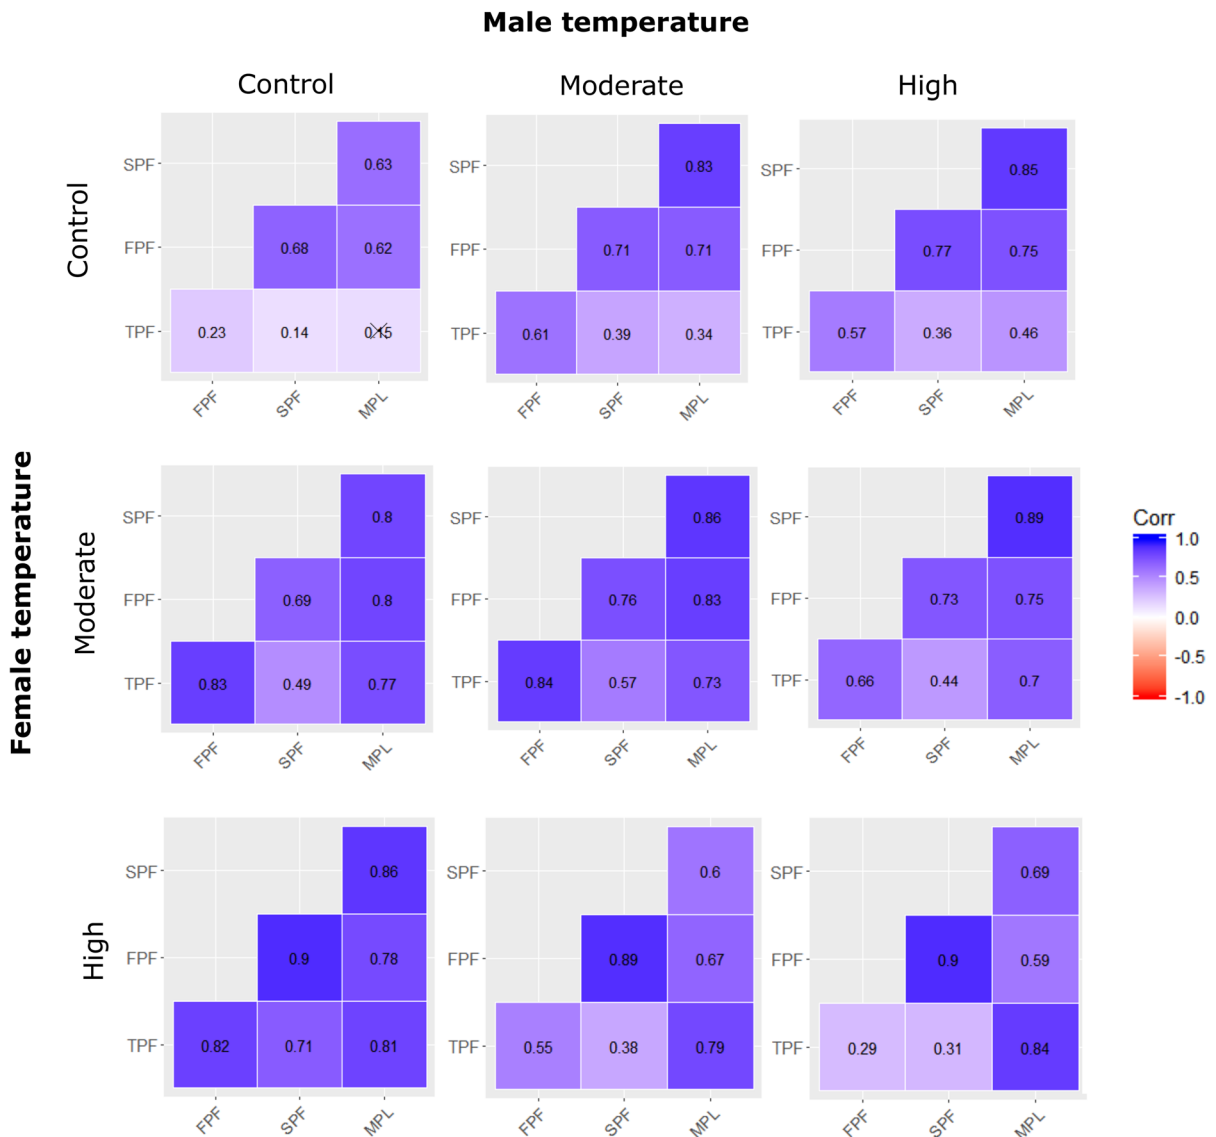 Male temperature
Control Moderate High
Female temperature
Control
SPF 0.63
FPF 0.68 0.62
TPF 0.23 0.14 0.15
FPF SPF MPL
SPF 0.83
FPF 0.71 0.71
TPF 0.61 0.39 0.34
FPF SPF MPL
SPF 0.85
FPF 0.77 0.75
TPF 0.57 0.36 0.46
FPF SPF MPL
Moderate
SPF 0.8
FPF 0.69 0.8
TPF 0.83 0.49 0.77
FPF SPF MPL
SPF 0.86
FPF 0.76 0.83
TPF 0.84 0.57 0.73
FPF SPF MPL
SPF 0.89
FPF 0.73 0.75
TPF 0.66 0.44 0.7
FPF SPF MPL
Corr
1.0
0.5
0.0
-0.5
-1.0
High
SPF 0.86
FPF 0.9 0.78
TPF 0.82 0.71 0.81
FPF SPF MPL
SPF 0.6
FPF 0.89 0.67
TPF 0.55 0.38 0.79
FPF SPF MPL
SPF 0.69
FPF 0.9 0.59
TPF 0.29 0.31 0.84
FPF SPF MPL